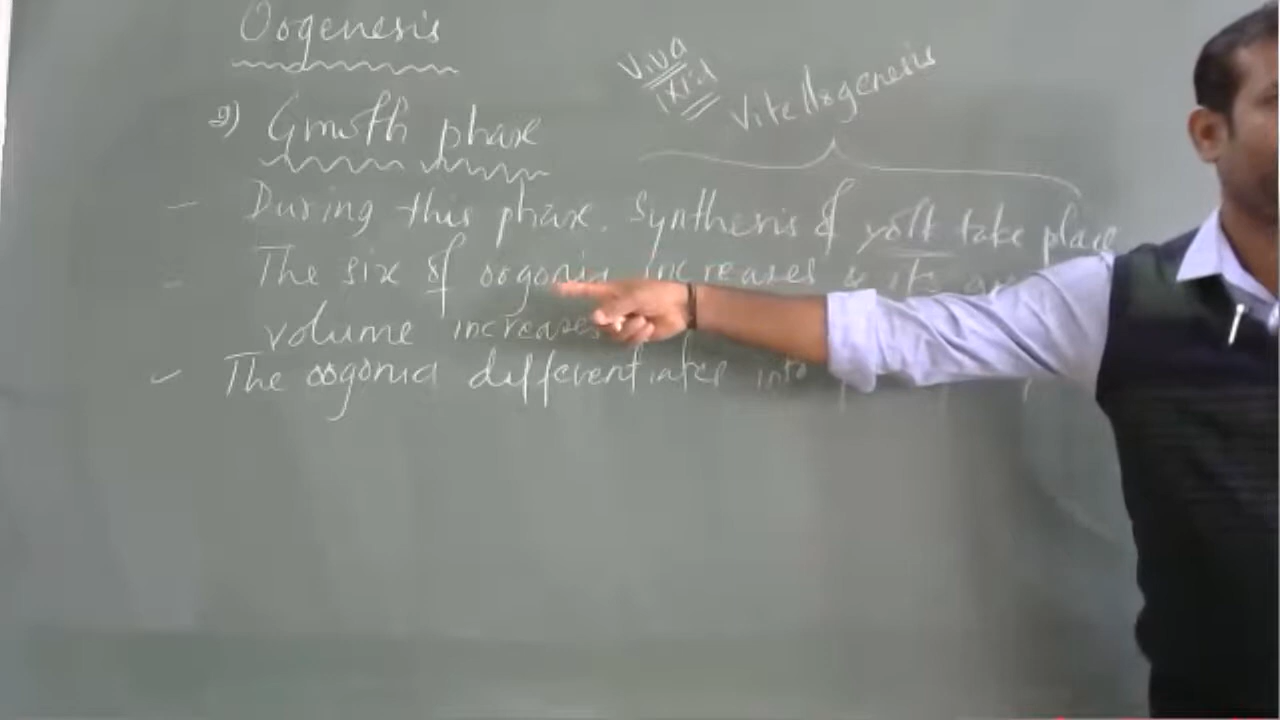 Oogenesis
Viva
Vitellogenesis
2) Growth phase
- During this phase. Synthesis of yolk take place
- The size of oogonia increases & its
volume increases
- The oogonia differentiates into